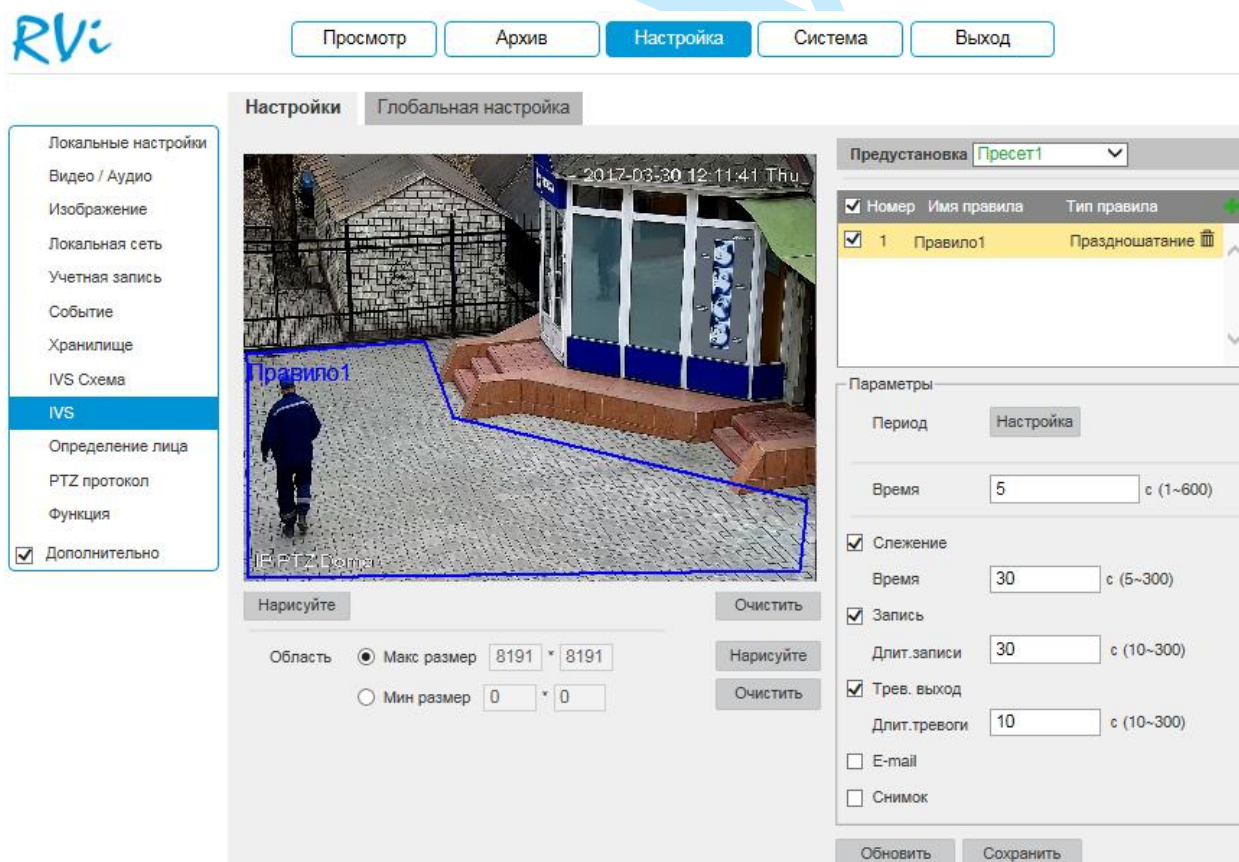 RVi
Просмотр
Архив
Настройка
Система
Выход
Настройки
Глобальная настройка
Локальные настройки
Видео / Аудио
Изображение
Локальная сеть
Учетная запись
Событие
Хранилище
IVS Схема
IVS
Определение лица
PTZ протокол
Функция
Дополнительно
2017-03-30 12:11:41 Thu
Правило1
IP PTZ Dome
Нарисуйте
Очистить
Область Макс размер 8191 * 8191 Нарисуйте
Мин размер 0 * 0 Очистить
Предустановка Пресет1
Номер Имя правила Тип правила
1 Правило1 Праздношатание
Параметры
Период Настройка
Время 5 с (1~600)
Слежение
Время 30 с (5~300)
Запись
Длит.записи 30 с (10~300)
Трев. выход
Длит.тревоги 10 с (10~300)
E-mail
Снимок
Обновить Сохранить